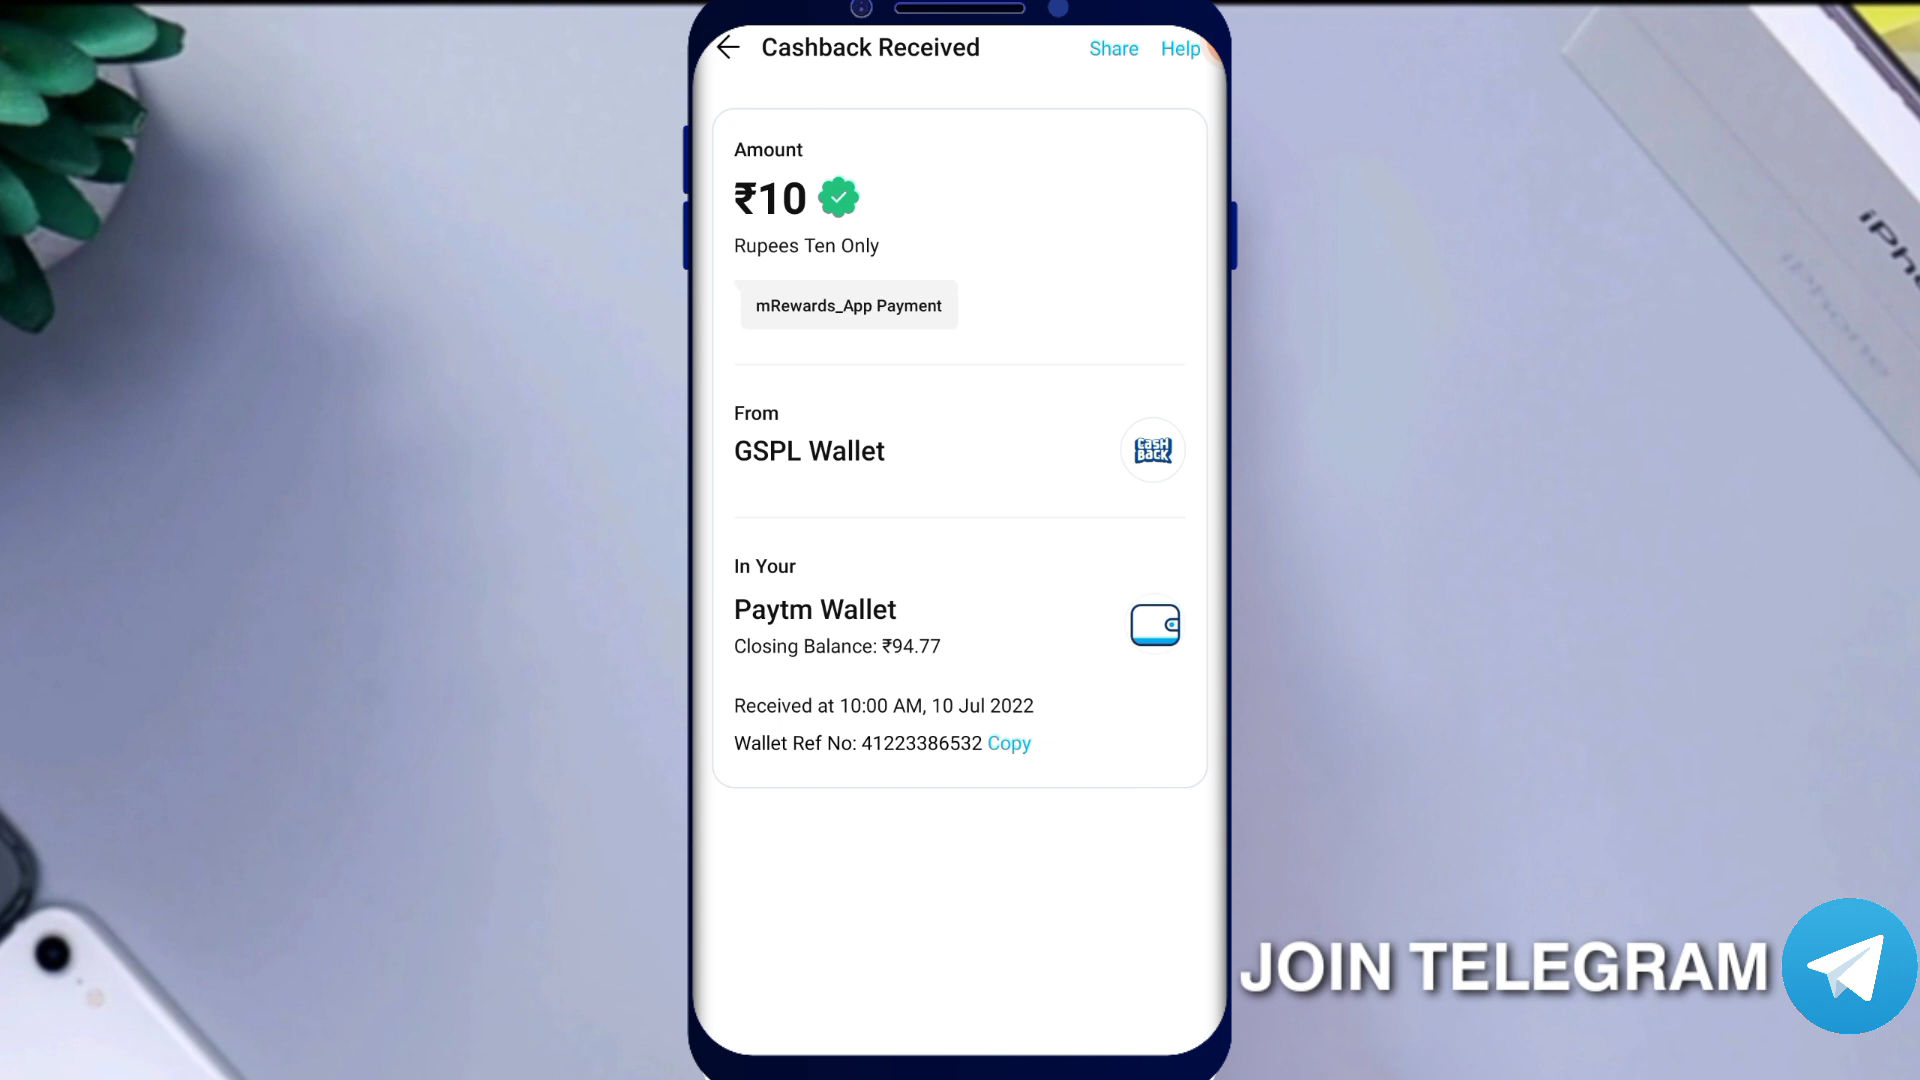 Cashback Received
Share Help
Amount
₹10
Rupees Ten Only
mRewards_App Payment
From
GSPL Wallet
CASH
BACK
In Your
Paytm Wallet
Closing Balance: ₹94.77
Received at 10:00 AM, 10 Jul 2022
Wallet Ref No: 41223386532 Copy
JOIN TELEGRAM